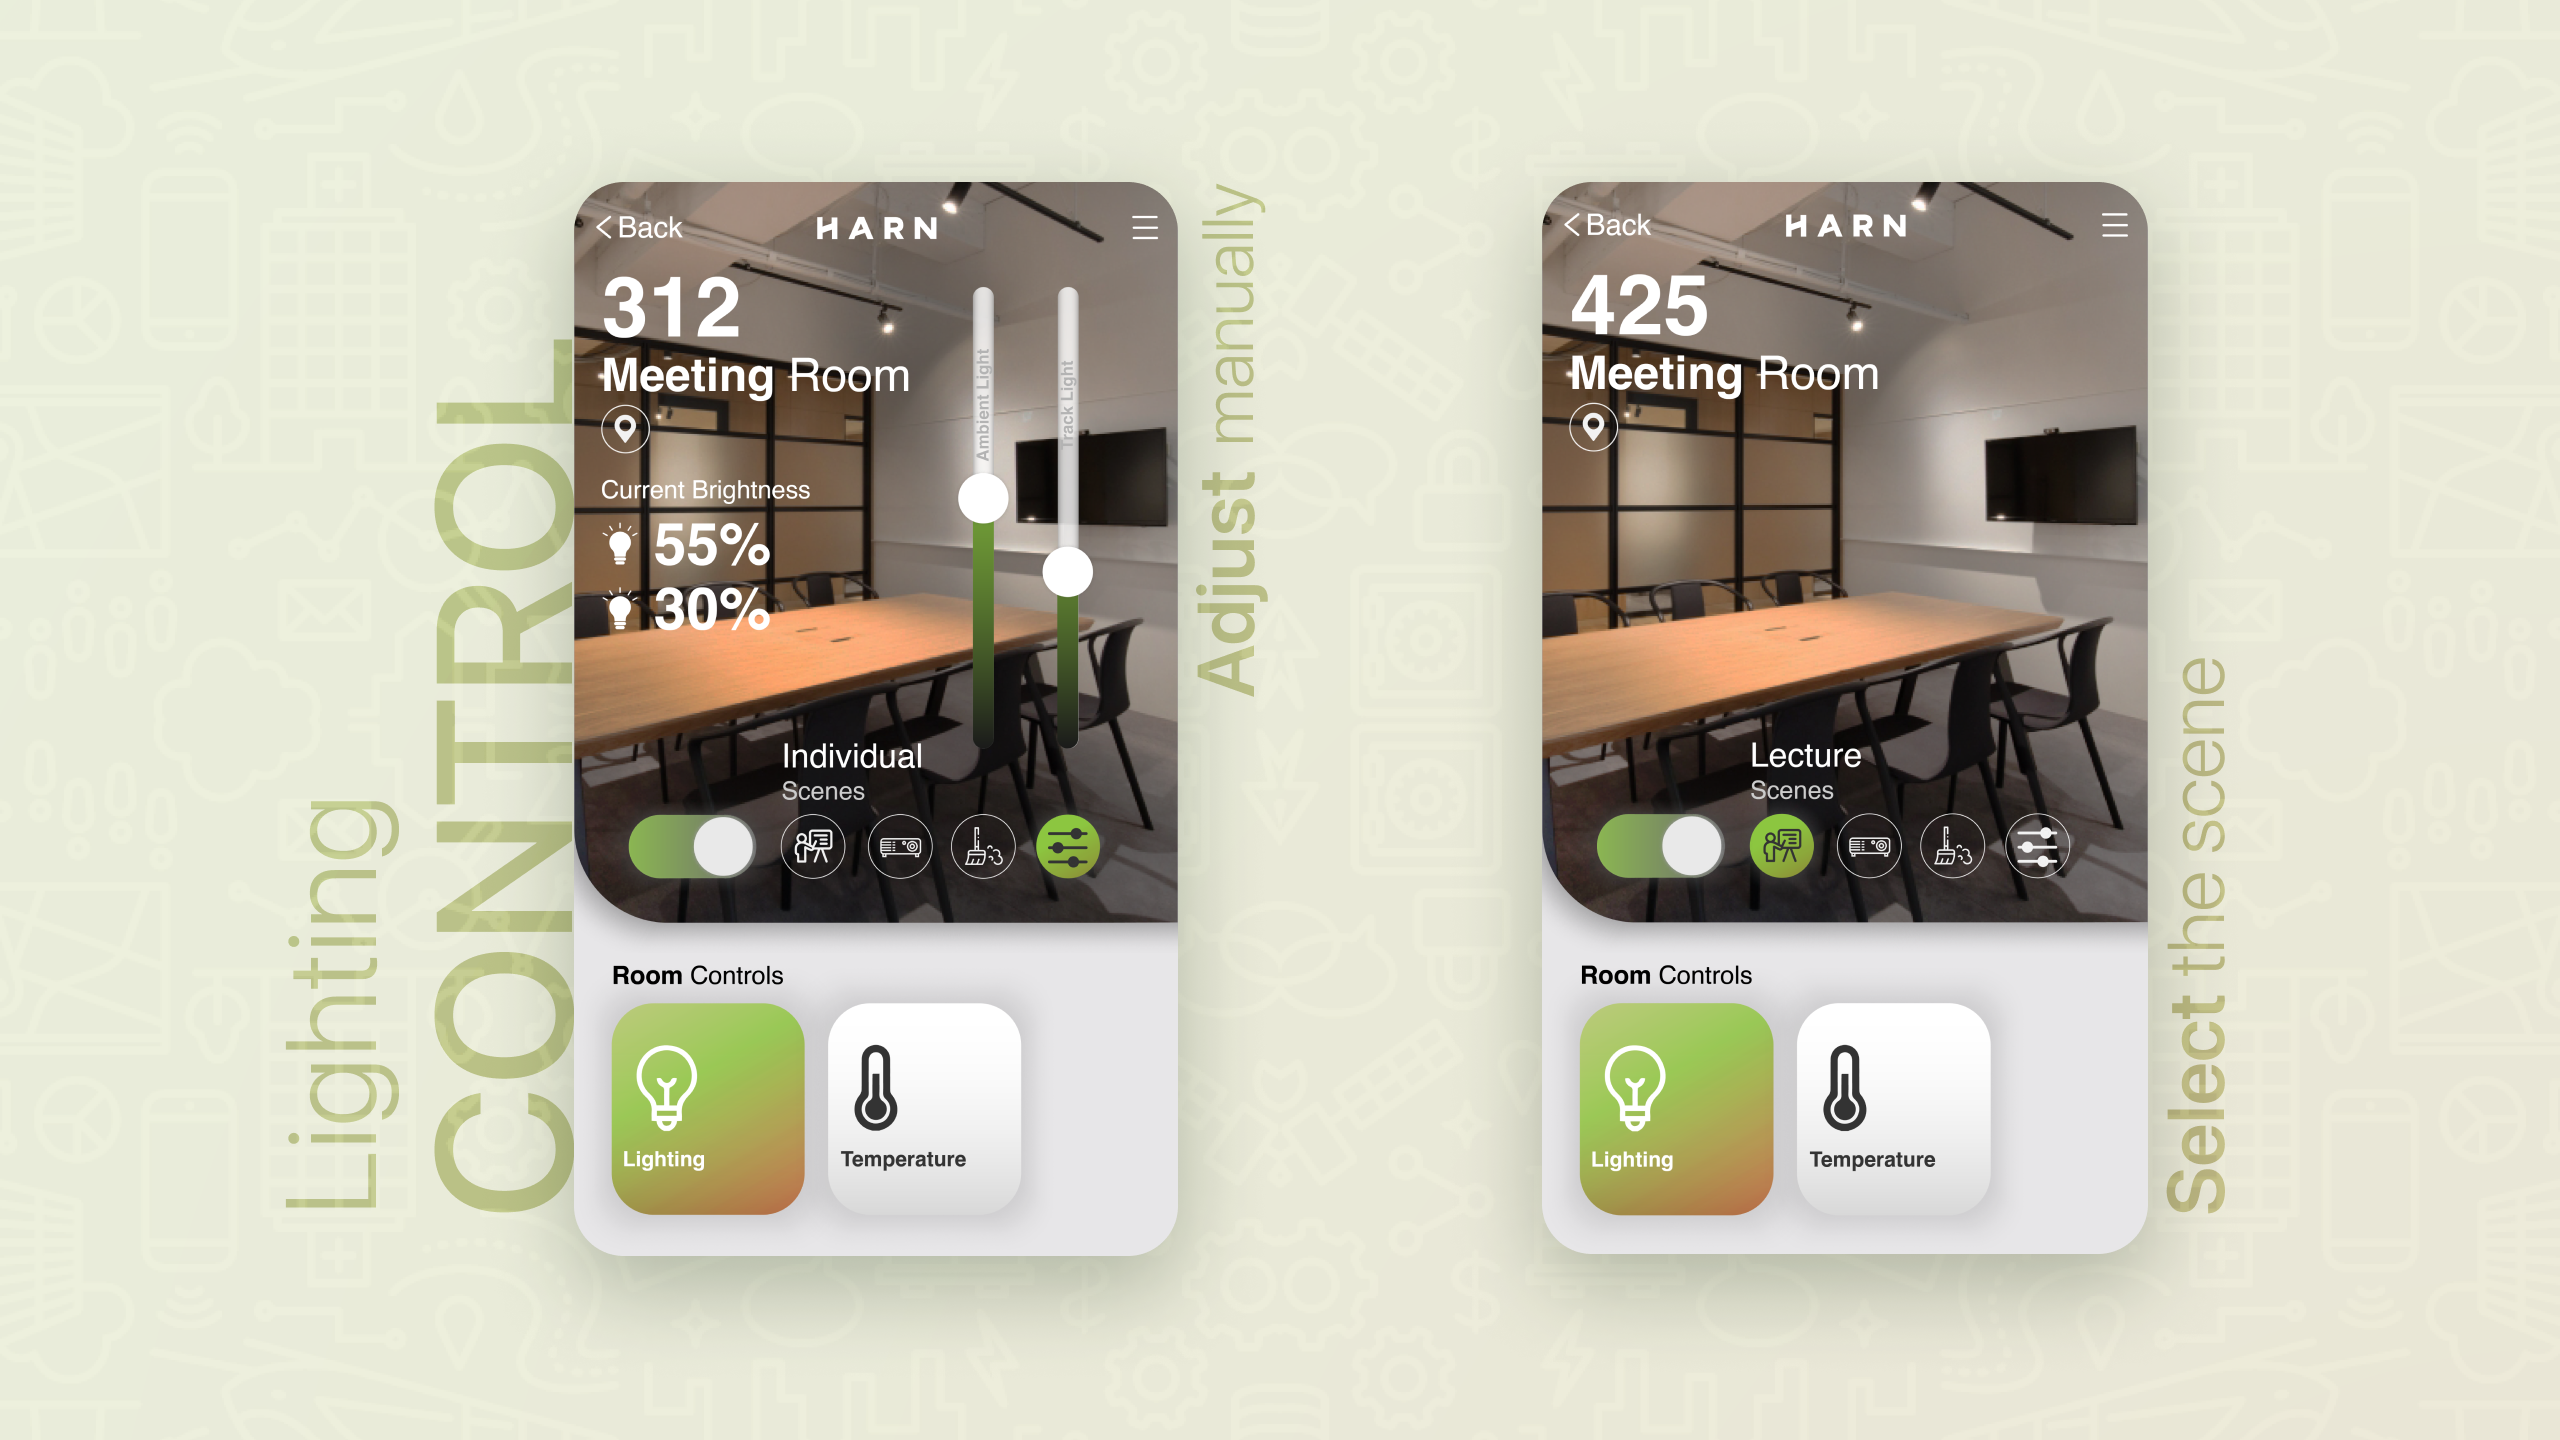 Lighting
CONTROL
Back
HARN
312
Meeting Room
Current Brightness
55%
30%
Ambient Light
Track Light
Individual
Scenes
Room Controls
Lighting
Temperature
Adjust manually
Back
HARN
425
Meeting Room
Lecture
Scenes
Room Controls
Lighting
Temperature
Select the scene